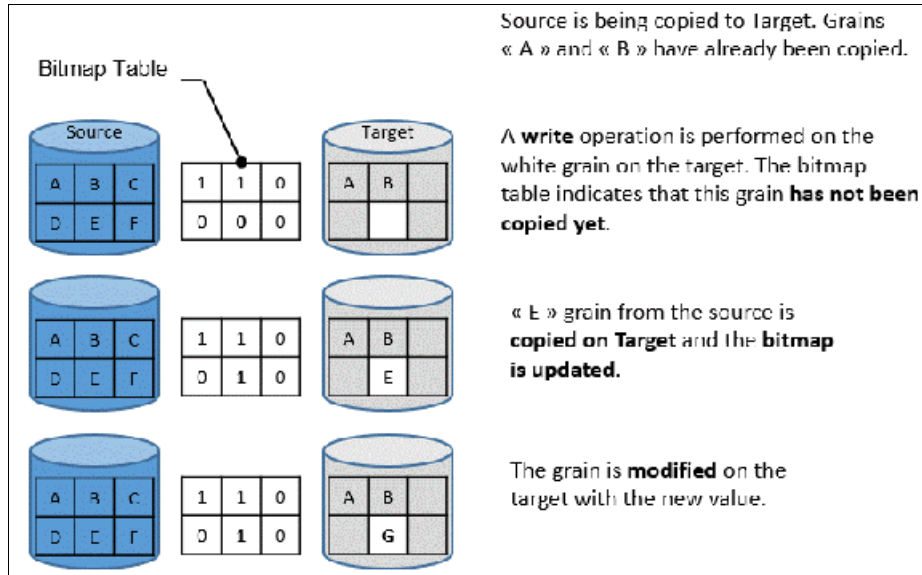 Source is being copied to Target. Grains
« A » and « B » have already been copied.
Bitmap Table
Source
Target
A B C
D E F
1 1 0
0 0 0
A B
A write operation is performed on the
white grain on the target. The bitmap
table indicates that this grain has not been
copied yet.
A B C
D E F
1 1 0
0 1 0
A B
E
« E » grain from the source is
copied on Target and the bitmap
is updated.
A B C
D E F
1 1 0
0 1 0
A B
G
The grain is modified on the
target with the new value.